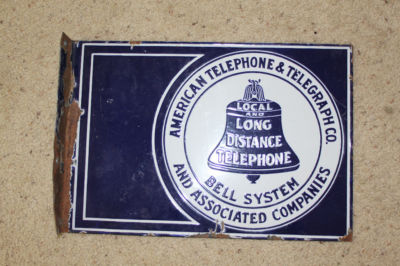 AMERICAN TELEPHONE & TELEGRAPH CO.
LOCAL
AND
LONG
DISTANCE
TELEPHONE
BELL SYSTEM
AND ASSOCIATED COMPANIES